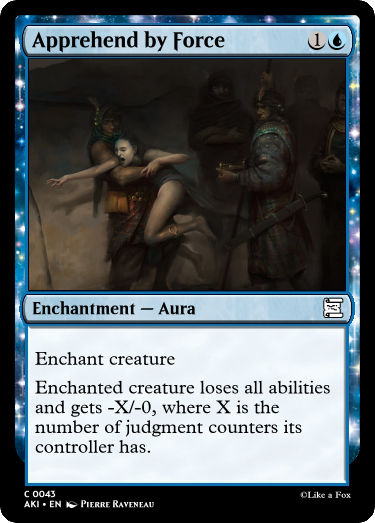 Apprehend by Force 1
Enchantment — Aura
Enchant creature
Enchanted creature loses all abilities
and gets -X/-0, where X is the
number of judgment counters its
controller has.
C 0043
AKI • EN Pierre Raveneau
©Like a Fox